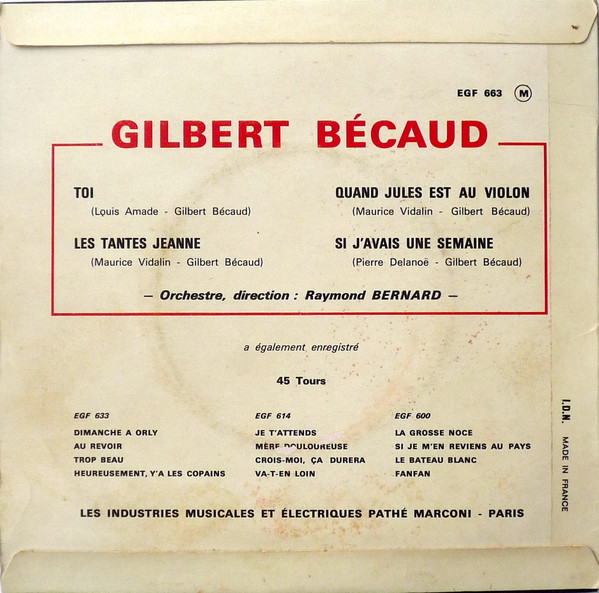 EGF 663 M
GILBERT BÉCAUD
TOI
(Louis Amade - Gilbert Bécaud)
LES TANTES JEANNE
(Maurice Vidalin - Gilbert Bécaud)
QUAND JULES EST AU VIOLON
(Maurice Vidalin - Gilbert Bécaud)
SI J'AVAIS UNE SEMAINE
(Pierre Delanoë - Gilbert Bécaud)
— Orchestre, direction : Raymond BERNARD —
a également enregistré
45 Tours
EGF 633
DIMANCHE A ORLY
AU REVOIR
TROP BEAU
HEUREUSEMENT, Y'A LES COPAINS
EGF 614
JE T'ATTENDS
MÈRE DOULOUREUSE
CROIS-MOI, ÇA DURERA
VA-T-EN LOIN
EGF 600
LA GROSSE NOCE
SI JE M'EN REVIENS AU PAYS
LE BATEAU BLANC
FANFAN
LES INDUSTRIES MUSICALES ET ÉLECTRIQUES PATHÉ MARCONI - PARIS
I.D.N. MADE IN FRANCE